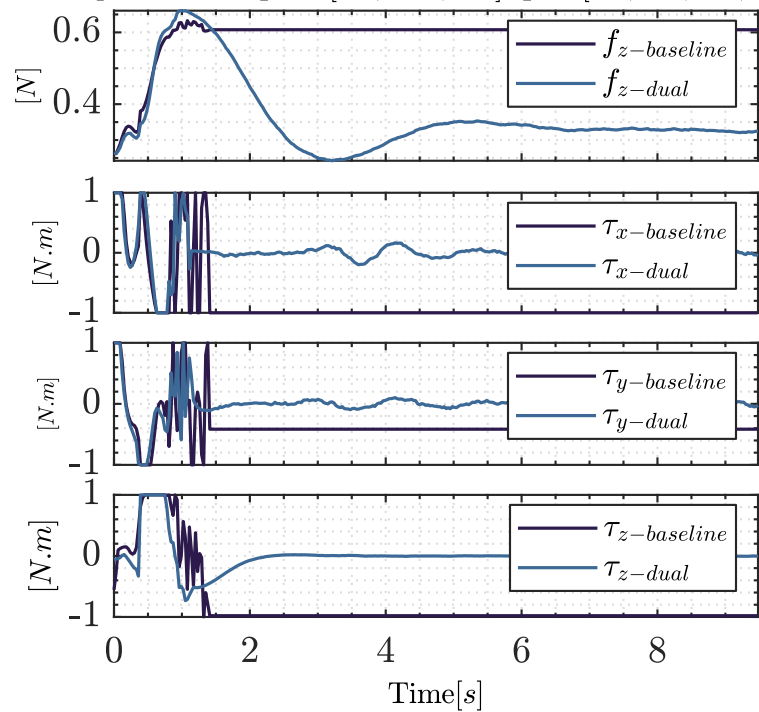 0.6
0.4
[N]
f_{z-baseline}
f_{z-dual}
1
0
-1
[N.m]
τ_{x-baseline}
τ_{x-dual}
1
0
-1
[N.m]
τ_{y-baseline}
τ_{y-dual}
1
0
-1
[N.m]
τ_{z-baseline}
τ_{z-dual}
0 2 4 6 8
Time[s]